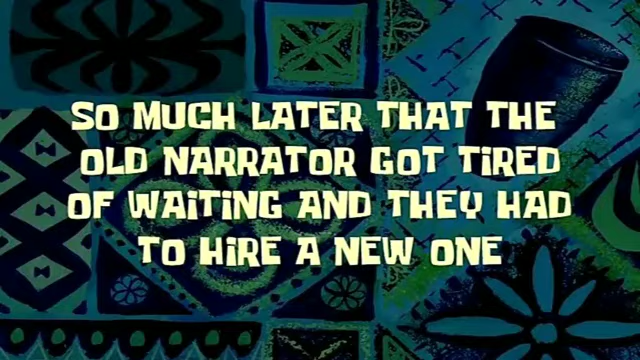 SO MUCH LATER THAT THE
OLD NARRATOR GOT TiRED
OF WAiTiNG AND THEY HAD
TO HiRE A NEW ONE